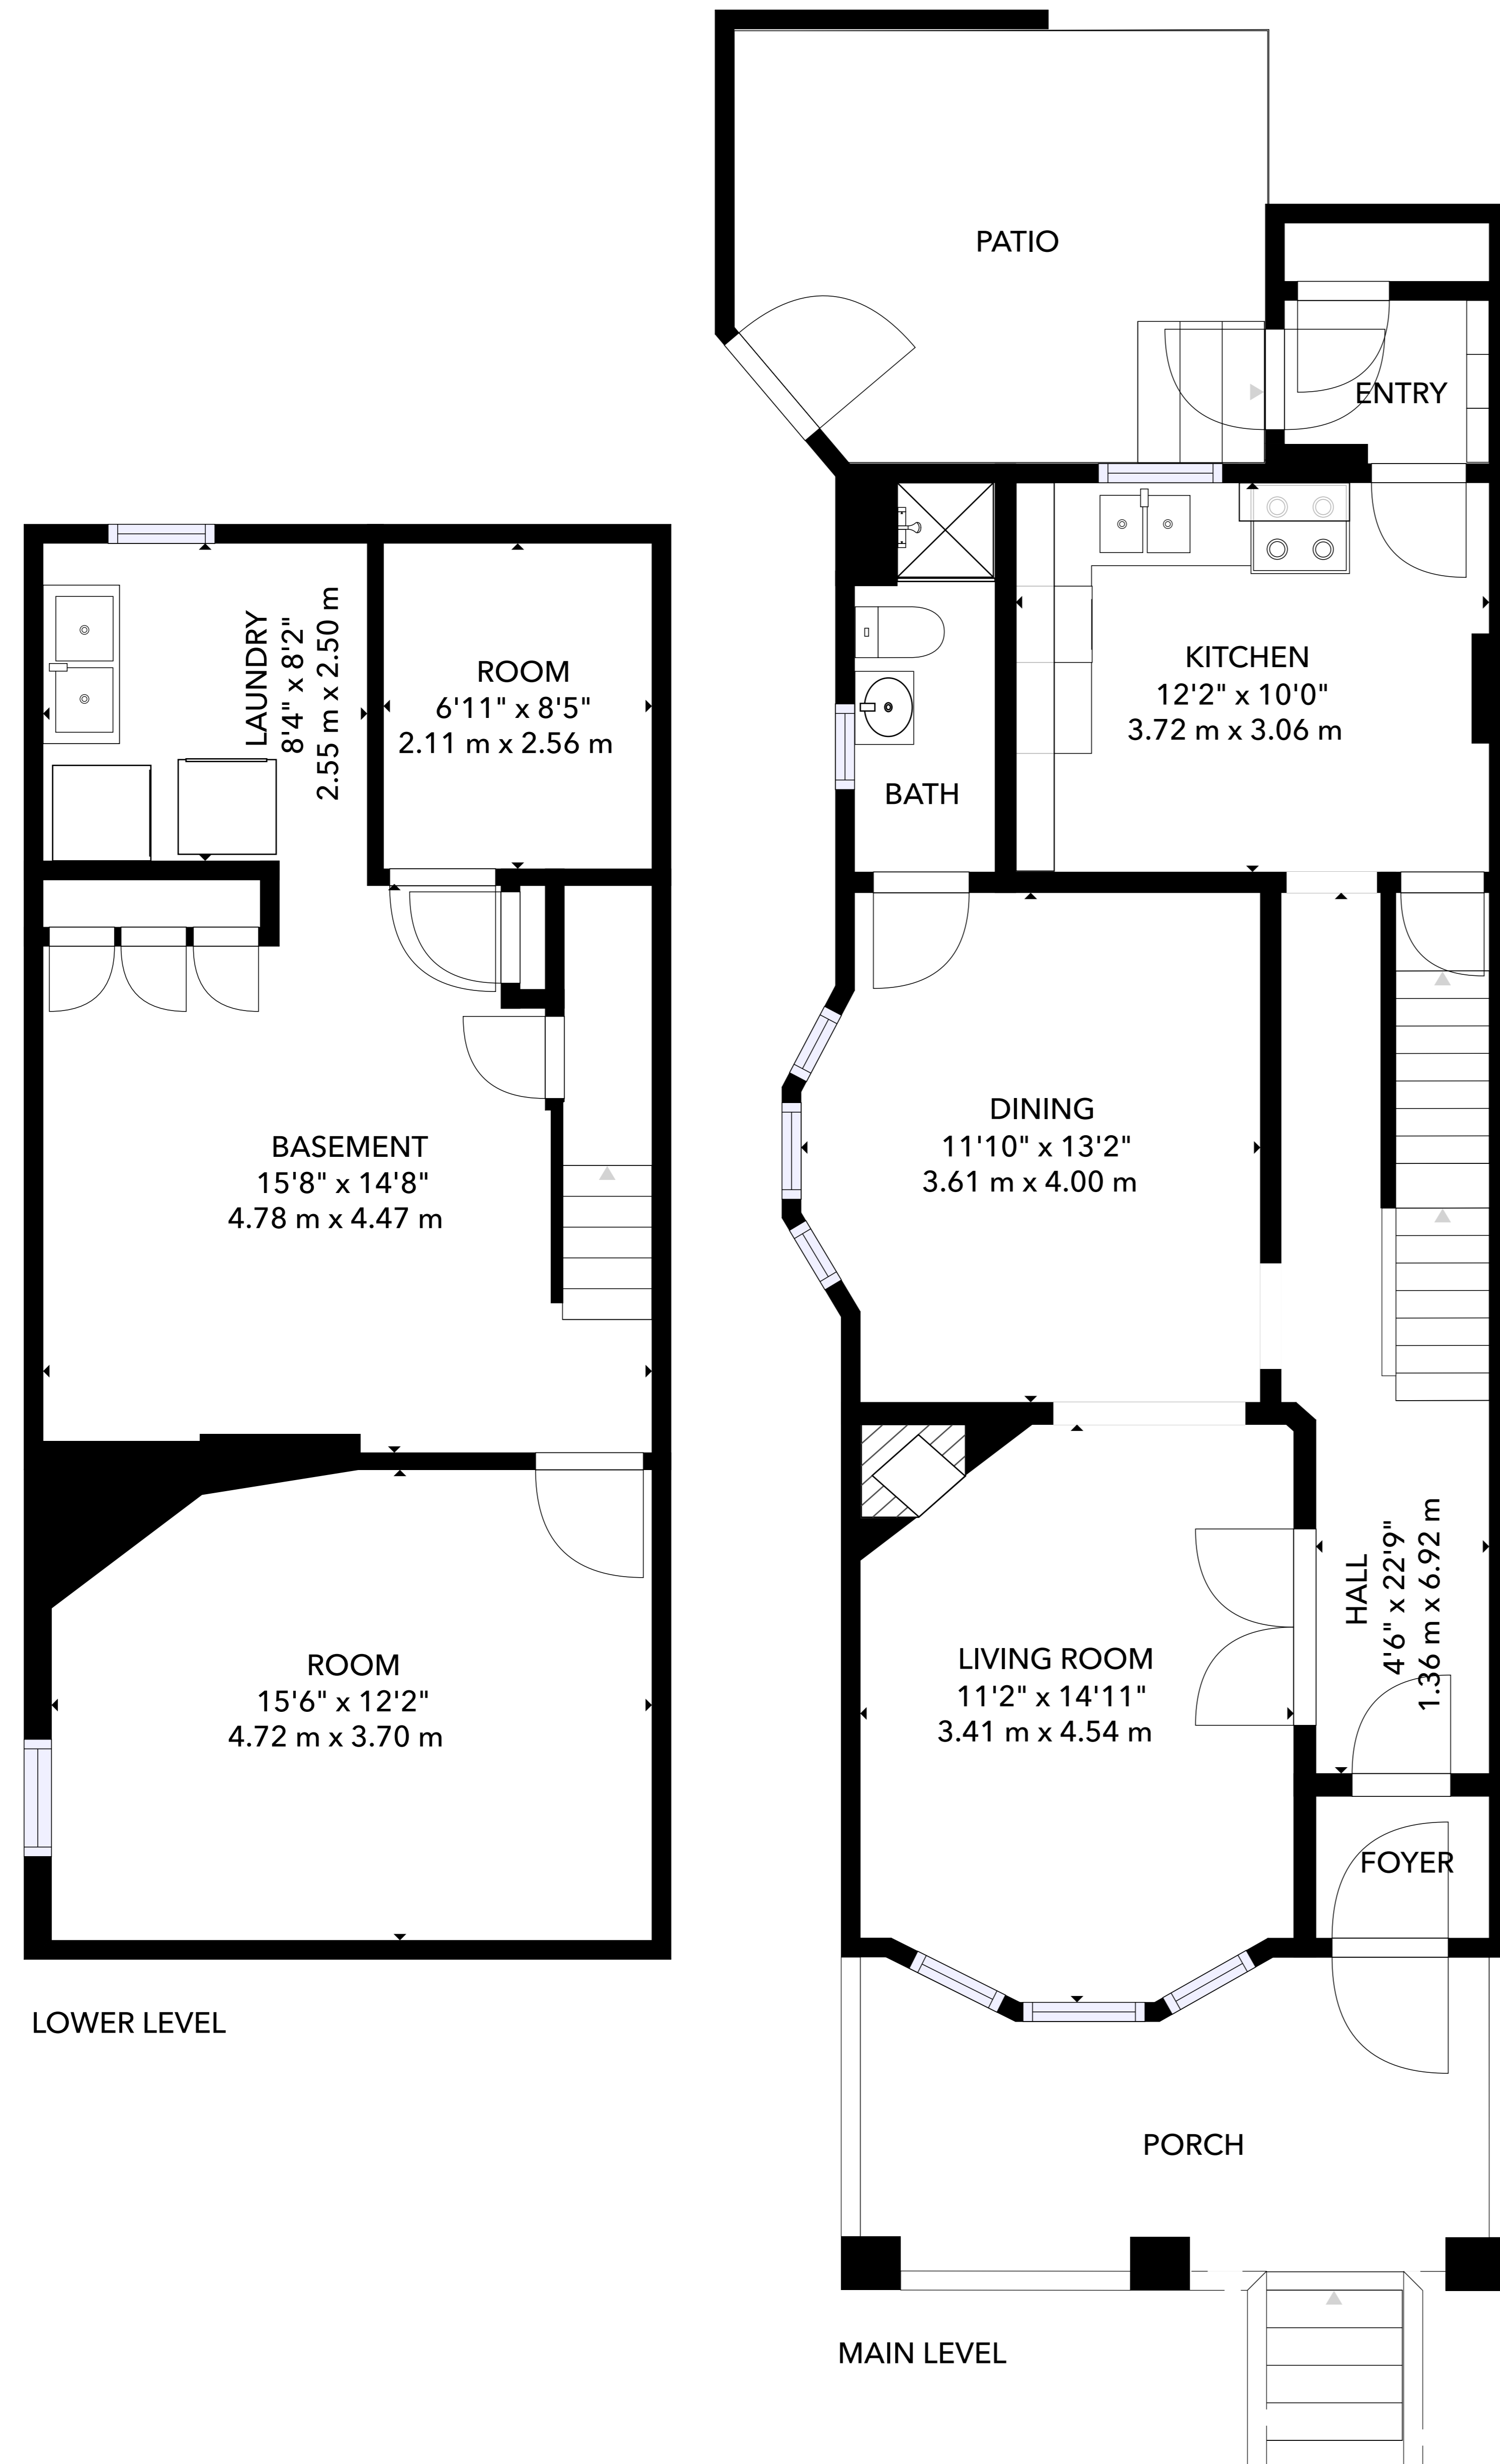 LAUNDRY
8'4" x 8'2"
2.55 m x 2.50 m
ROOM
6'11" x 8'5"
2.11 m x 2.56 m
BASEMENT
15'8" x 14'8"
4.78 m x 4.47 m
ROOM
15'6" x 12'2"
4.72 m x 3.70 m
LOWER LEVEL
PATIO
ENTRY
KITCHEN
12'2" x 10'0"
3.72 m x 3.06 m
BATH
DINING
11'10" x 13'2"
3.61 m x 4.00 m
LIVING ROOM
11'2" x 14'11"
3.41 m x 4.54 m
HALL
4'6" x 22'9"
1.36 m x 6.92 m
FOYER
PORCH
MAIN LEVEL